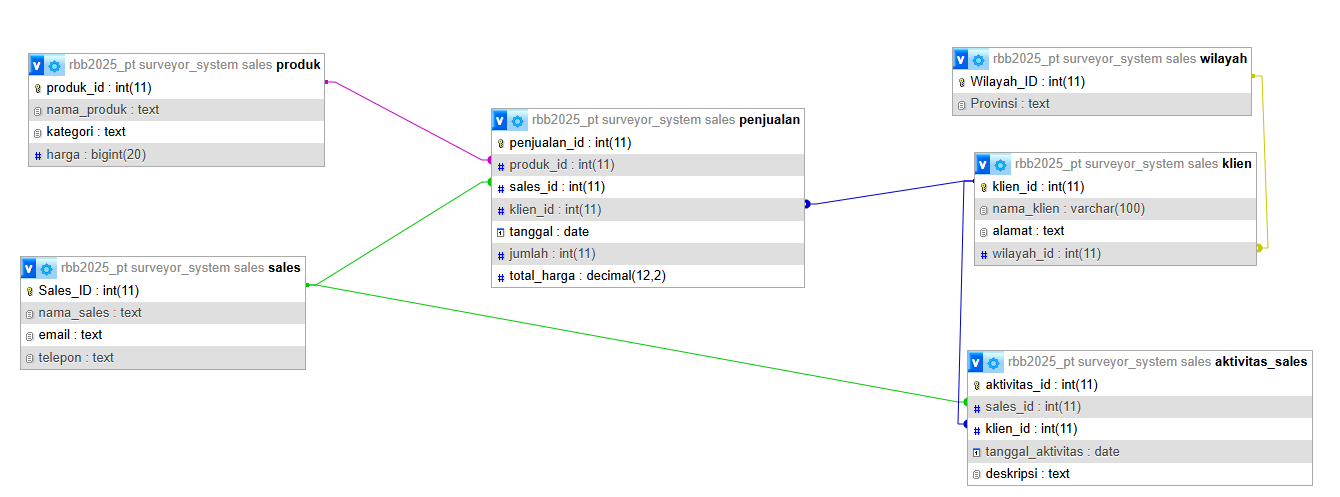 rbb2025_pt surveyor_system sales produk
produk_id : int(11)
nama_produk : text
kategori : text
harga : bigint(20)
rbb2025_pt surveyor_system sales sales
Sales_ID : int(11)
nama_sales : text
email : text
telepon : text
rbb2025_pt surveyor_system sales penjualan
penjualan_id : int(11)
produk_id : int(11)
sales_id : int(11)
klien_id : int(11)
tanggal : date
jumlah : int(11)
total_harga : decimal(12,2)
rbb2025_pt surveyor_system sales wilayah
Wilayah_ID : int(11)
Provinsi : text
rbb2025_pt surveyor_system sales klien
klien_id : int(11)
nama_klien : varchar(100)
alamat : text
wilayah_id : int(11)
rbb2025_pt surveyor_system sales aktivitas_sales
aktivitas_id : int(11)
sales_id : int(11)
klien_id : int(11)
tanggal_aktivitas : date
deskripsi : text